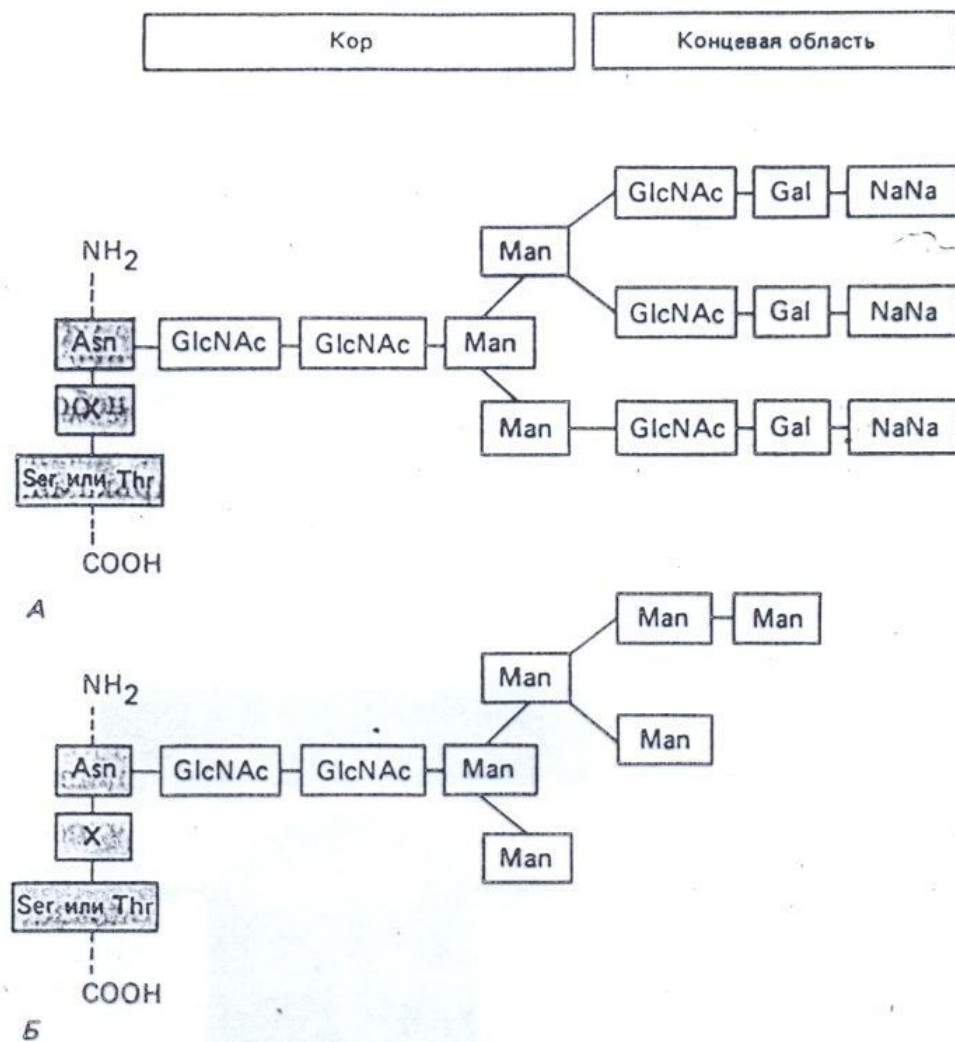 Кор Концевая область
GlcNAc Gal NaNa
Man
NH2
GlcNAc Gal NaNa
Asn GlcNAc GlcNAc Man
X
Man GlcNAc Gal NaNa
Ser или Thr
COOH
А
Man Man
Man
NH2
Man
Asn GlcNAc GlcNAc Man
X
Man
Ser или Thr
COOH
Б